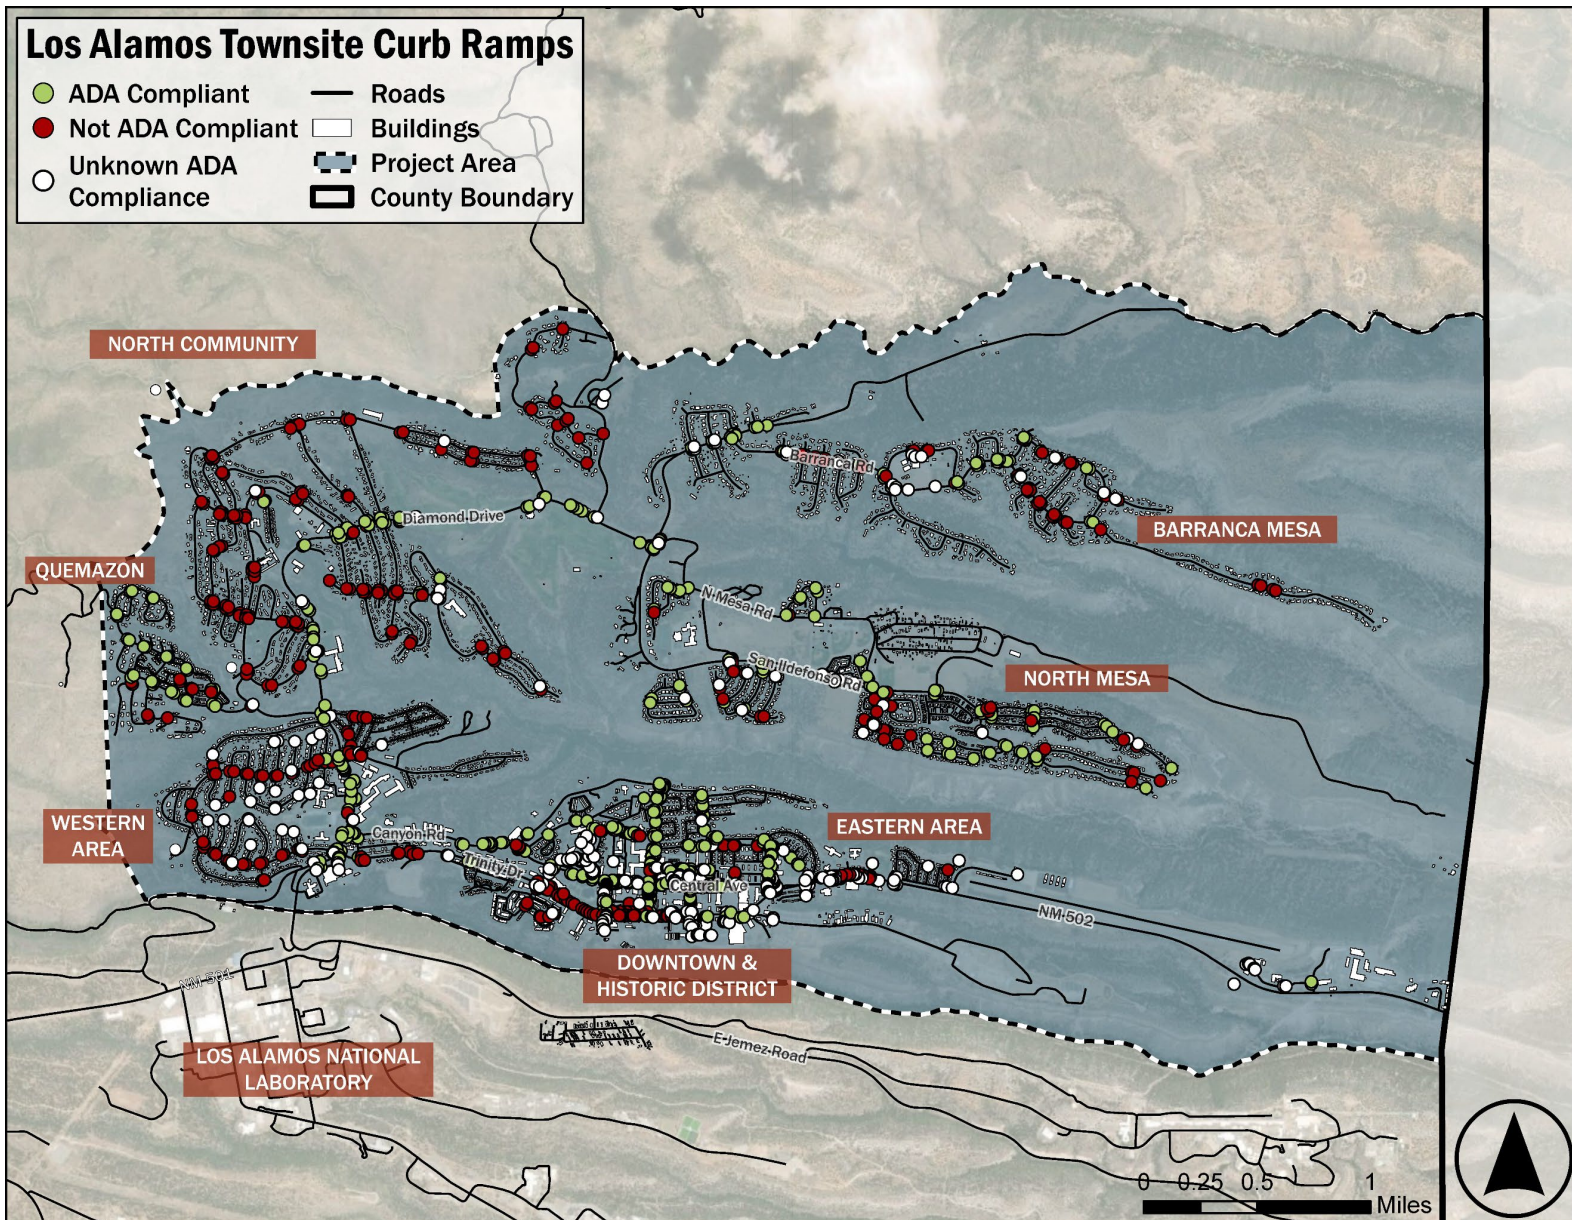 Los Alamos Townsite Curb Ramps
ADA Compliant
Not ADA Compliant
Unknown ADA
Compliance
Roads
Buildings
Project Area
County Boundary
NORTH COMMUNITY
Barranca Rd
Diamond Drive
BARRANCA MESA
QUEMAZON
N Mesa Rd
San Ildefonso Rd
NORTH MESA
WESTERN
AREA
Canyon Rd
EASTERN AREA
Trinity Dr
Central Ave
NM 502
DOWNTOWN &
HISTORIC DISTRICT
NM 501
E Jemez Road
LOS ALAMOS NATIONAL
LABORATORY
0 0.25 0.5 1
Miles